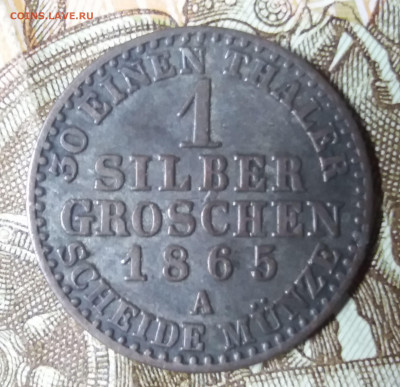 COINS.LAVE.RU
30 EINEN THALER
1
SILBER
GROSCHEN
1865
A
SCHEIDE MÜNZE